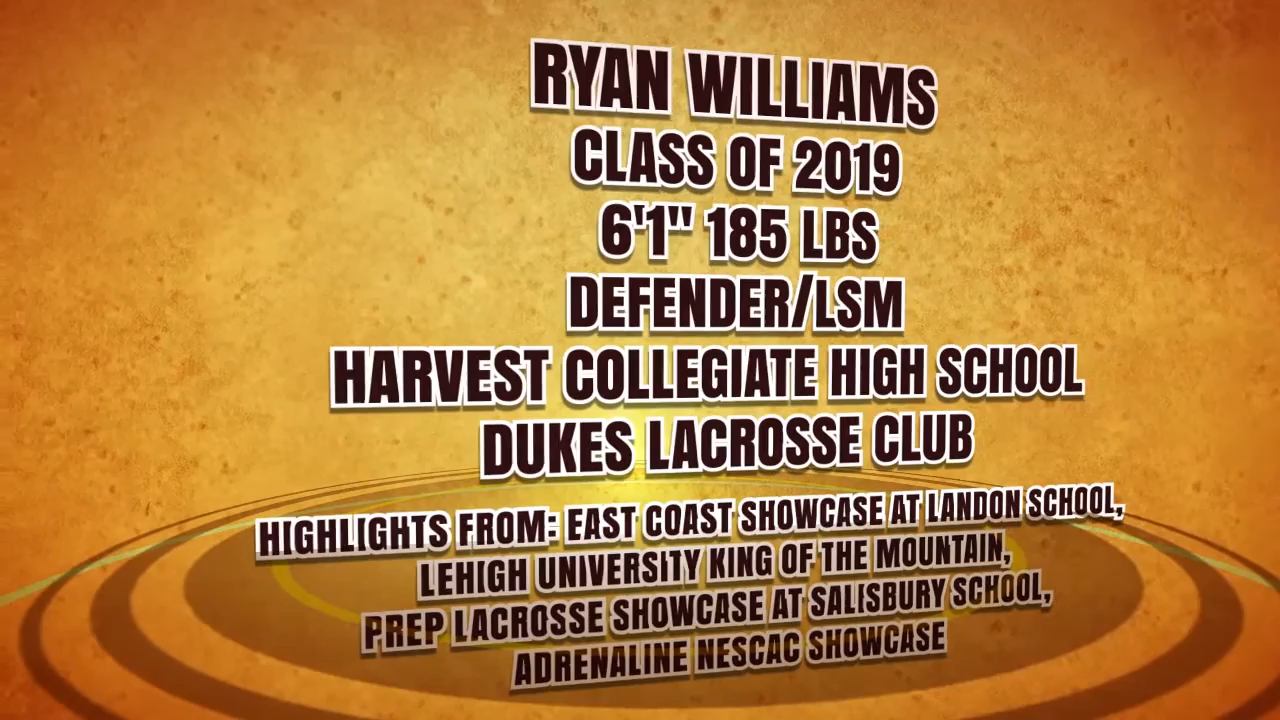 RYAN WILLIAMS
CLASS OF 2019
6'1" 185 LBS
DEFENDER/LSM
HARVEST COLLEGIATE HIGH SCHOOL
DUKES LACROSSE CLUB
HIGHLIGHTS FROM: EAST COAST SHOWCASE AT LANDON SCHOOL,
LEHIGH UNIVERSITY KING OF THE MOUNTAIN,
PREP LACROSSE SHOWCASE AT SALISBURY SCHOOL,
ADRENALINE NESCAC SHOWCASE